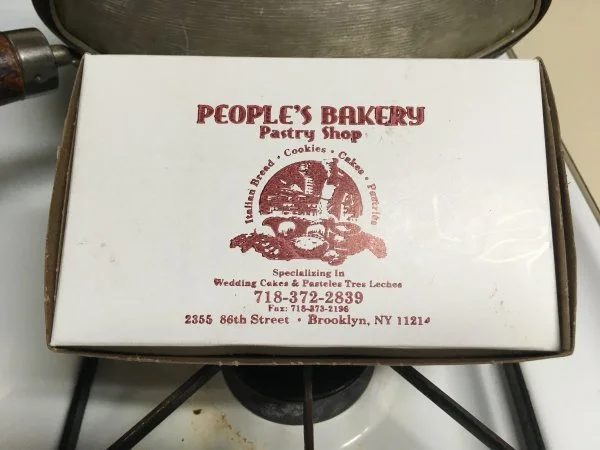 PEOPLE'S BAKERY
Pastry Shop
Italian Bread • Cookies • Cakes • Pastries
Specializing In
Wedding Cakes & Pasteles Tres Leches
718-372-2839
Fax: 718-373-2196
2355 86th Street • Brooklyn, NY 11214